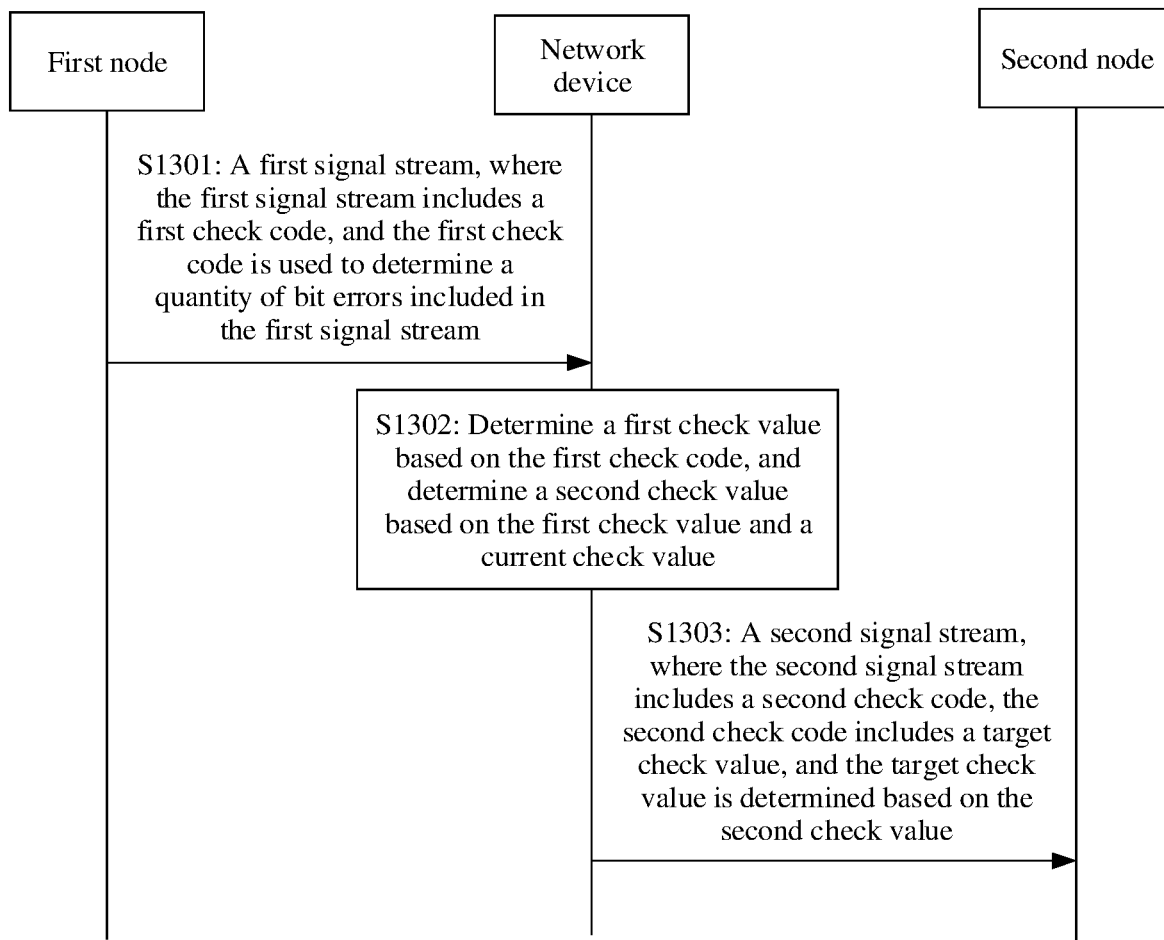 First node
Network
device
Second node
S1301: A first signal stream, where
the first signal stream includes a
first check code, and the first check
code is used to determine a
quantity of bit errors included in
the first signal stream
S1302: Determine a first check value
based on the first check code, and
determine a second check value
based on the first check value and a
current check value
S1303: A second signal stream,
where the second signal stream
includes a second check code, the
second check code includes a target
check value, and the target check
value is determined based on the
second check value